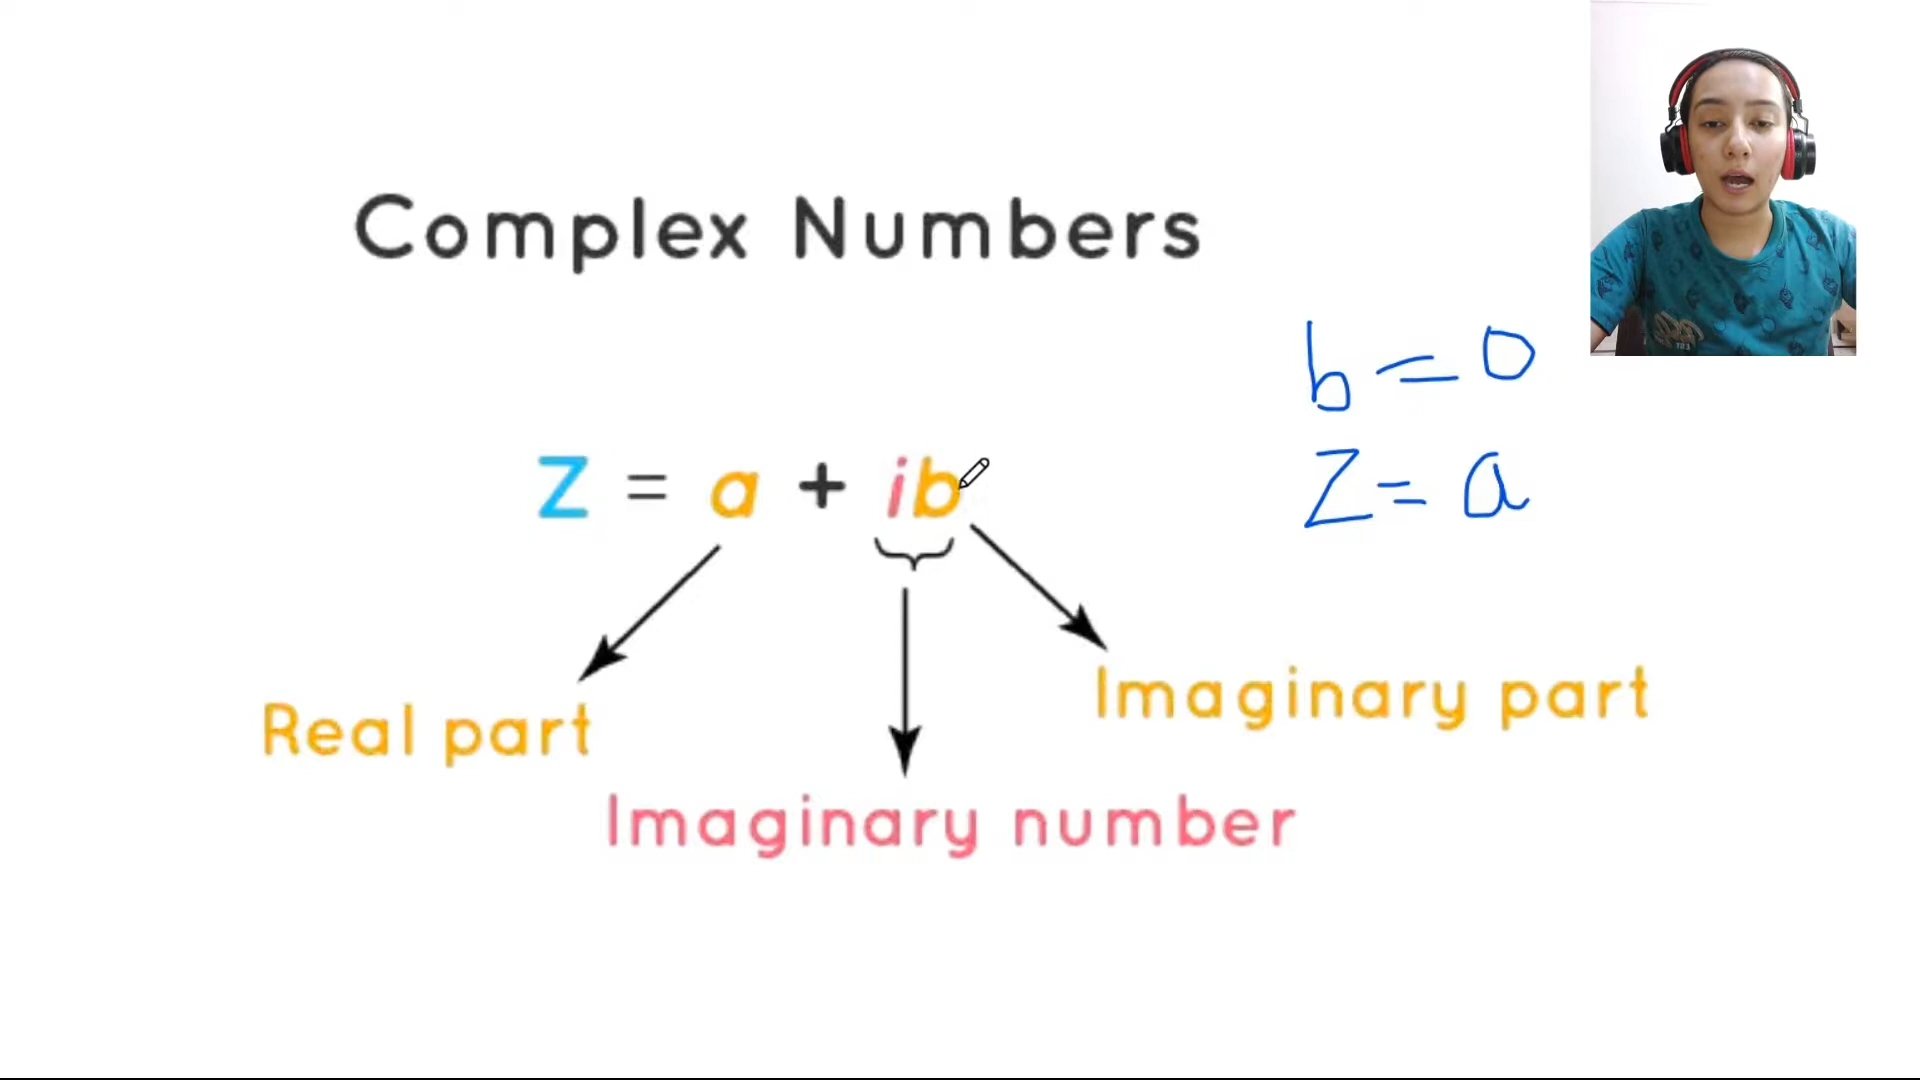 Complex Numbers
b = 0
z = a + ib
z = a
Real part
Imaginary part
Imaginary number